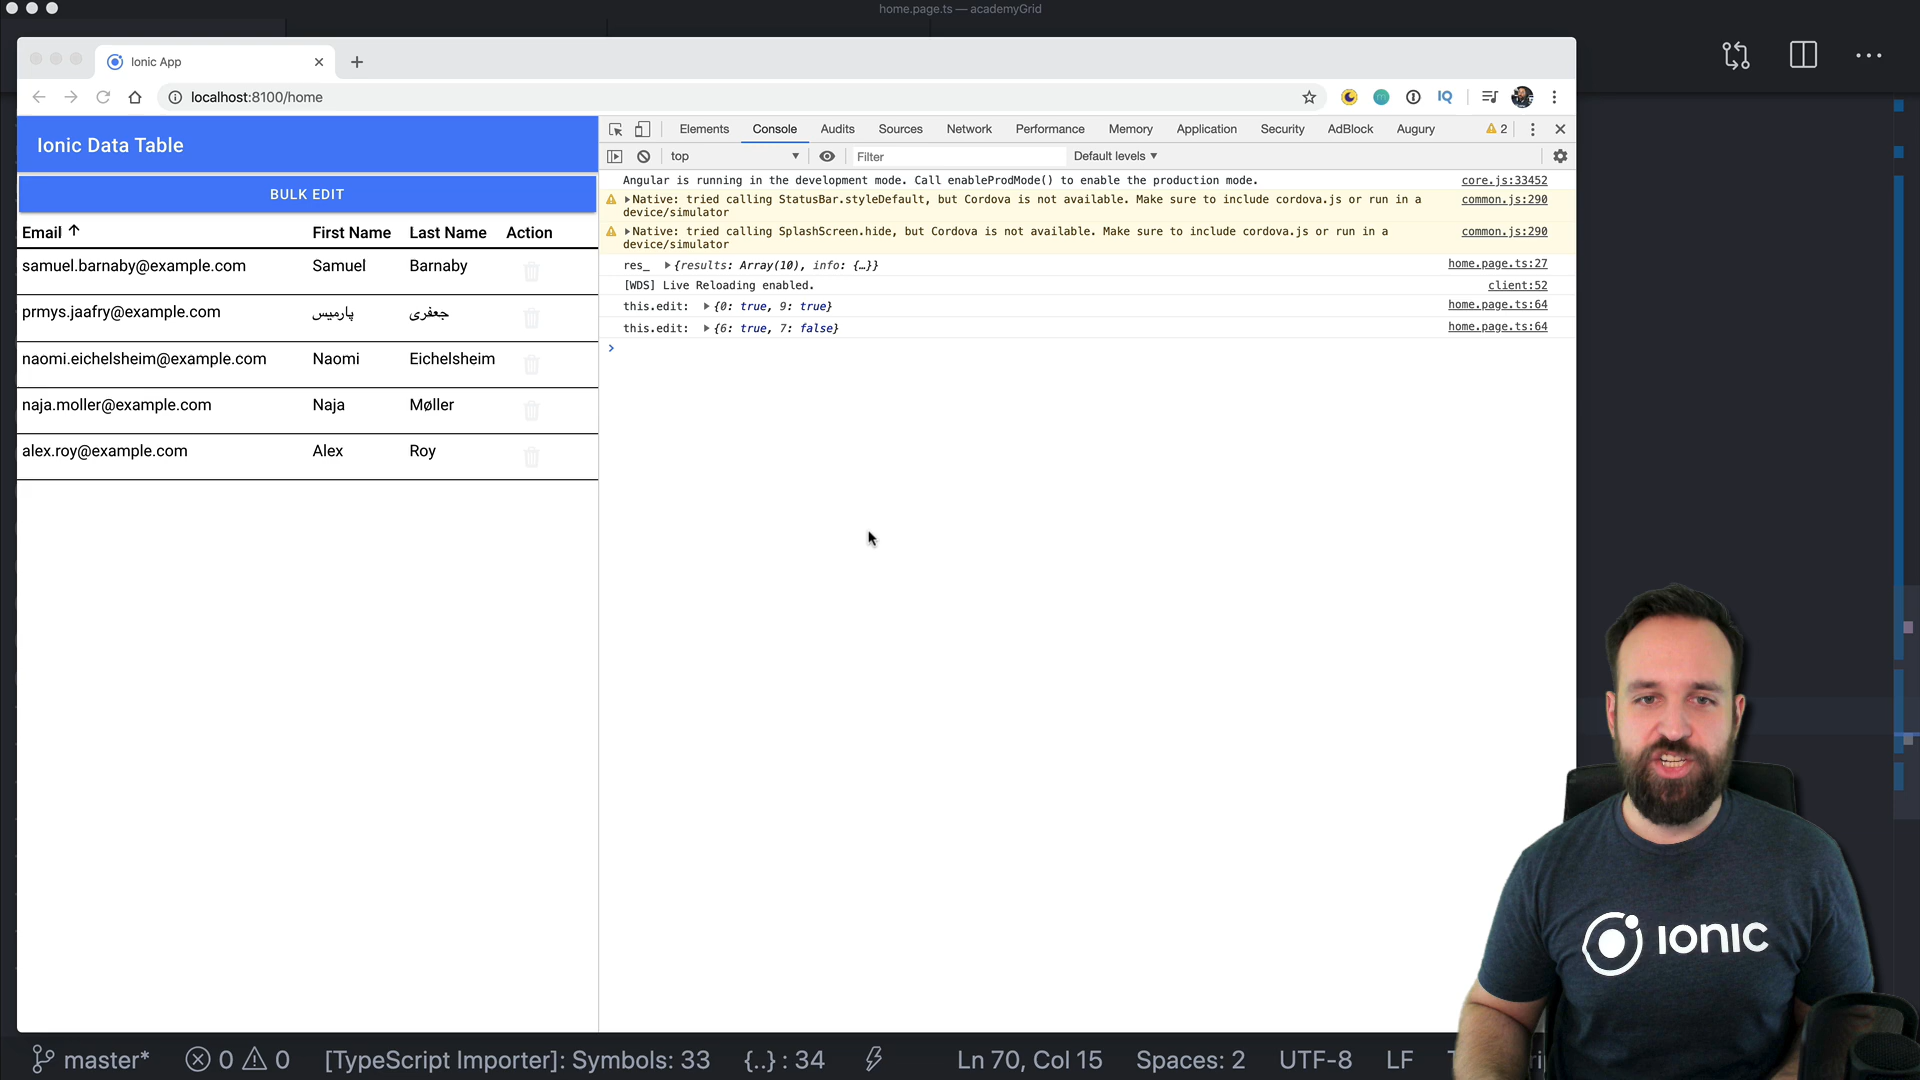 home.page.ts — academyGrid
Ionic App
localhost:8100/home
IQ
Ionic Data Table
BULK EDIT
Email First Name Last Name Action
samuel.barnaby@example.com Samuel Barnaby
prmys.jaafry@example.com پارمیس جعفری
naomi.eichelsheim@example.com Naomi Eichelsheim
naja.moller@example.com Naja Møller
alex.roy@example.com Alex Roy
Elements Console Audits Sources Network Performance Memory Application Security AdBlock Augury 2
top Filter Default levels
Angular is running in the development mode. Call enableProdMode() to enable the production mode. core.js:33452
Native: tried calling StatusBar.styleDefault, but Cordova is not available. Make sure to include cordova.js or run in a common.js:290
device/simulator
Native: tried calling SplashScreen.hide, but Cordova is not available. Make sure to include cordova.js or run in a common.js:290
device/simulator
res_ {results: Array(10), info: {…}} home.page.ts:27
[WDS] Live Reloading enabled. client:52
this.edit: {0: true, 9: true} home.page.ts:64
this.edit: {6: true, 7: false} home.page.ts:64
IONIC
master* 0 0 [TypeScript Importer]: Symbols: 33 {..} : 34 Ln 70, Col 15 Spaces: 2 UTF-8 LF